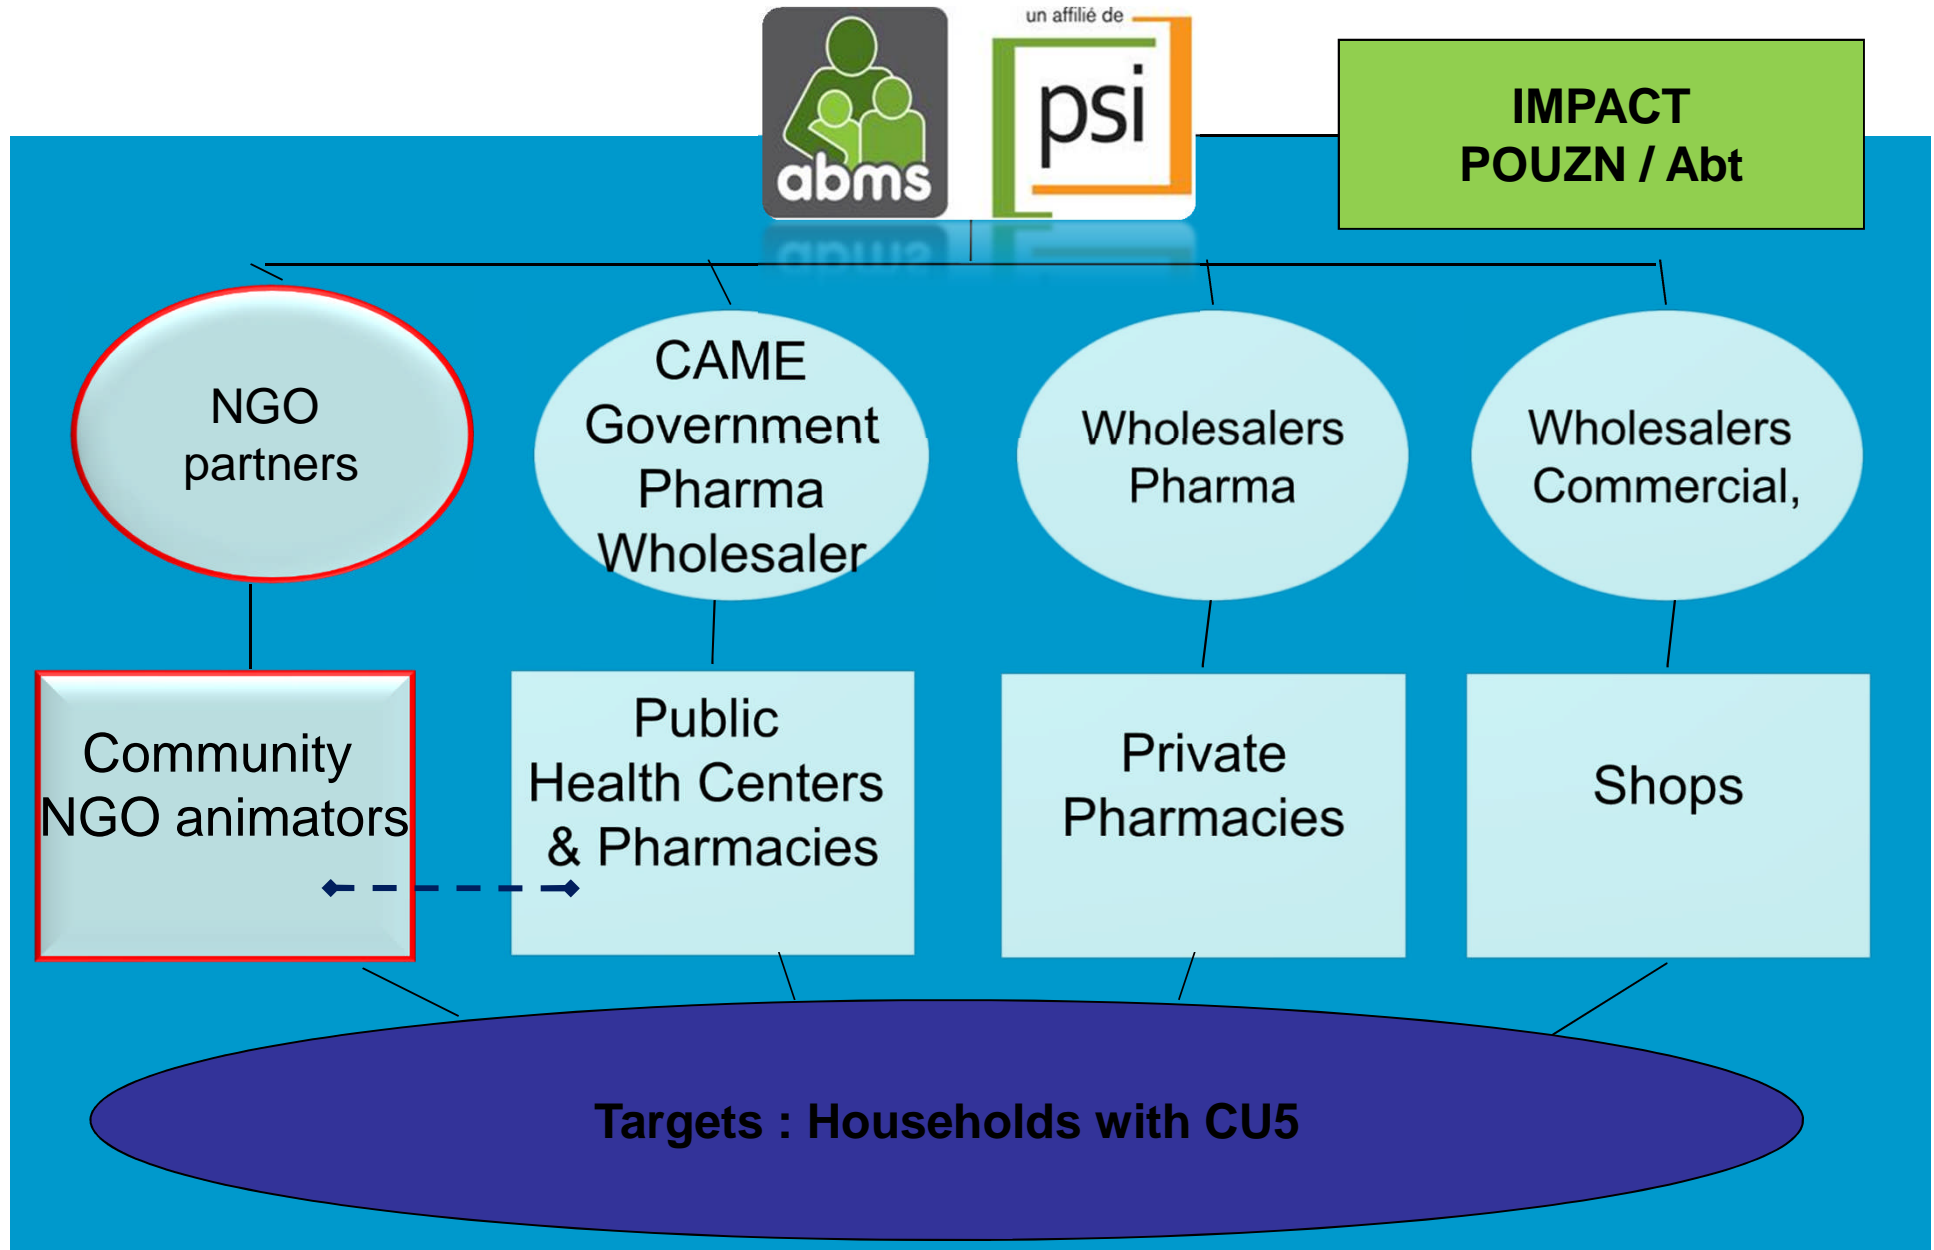 un affilié de
abms
psi
IMPACT
POUZN / Abt
NGO
partners
CAME
Government
Pharma
Wholesaler
Wholesalers
Pharma
Wholesalers
Commercial,
Community
NGO animators
Public
Health Centers
& Pharmacies
Private
Pharmacies
Shops
Targets : Households with CU5